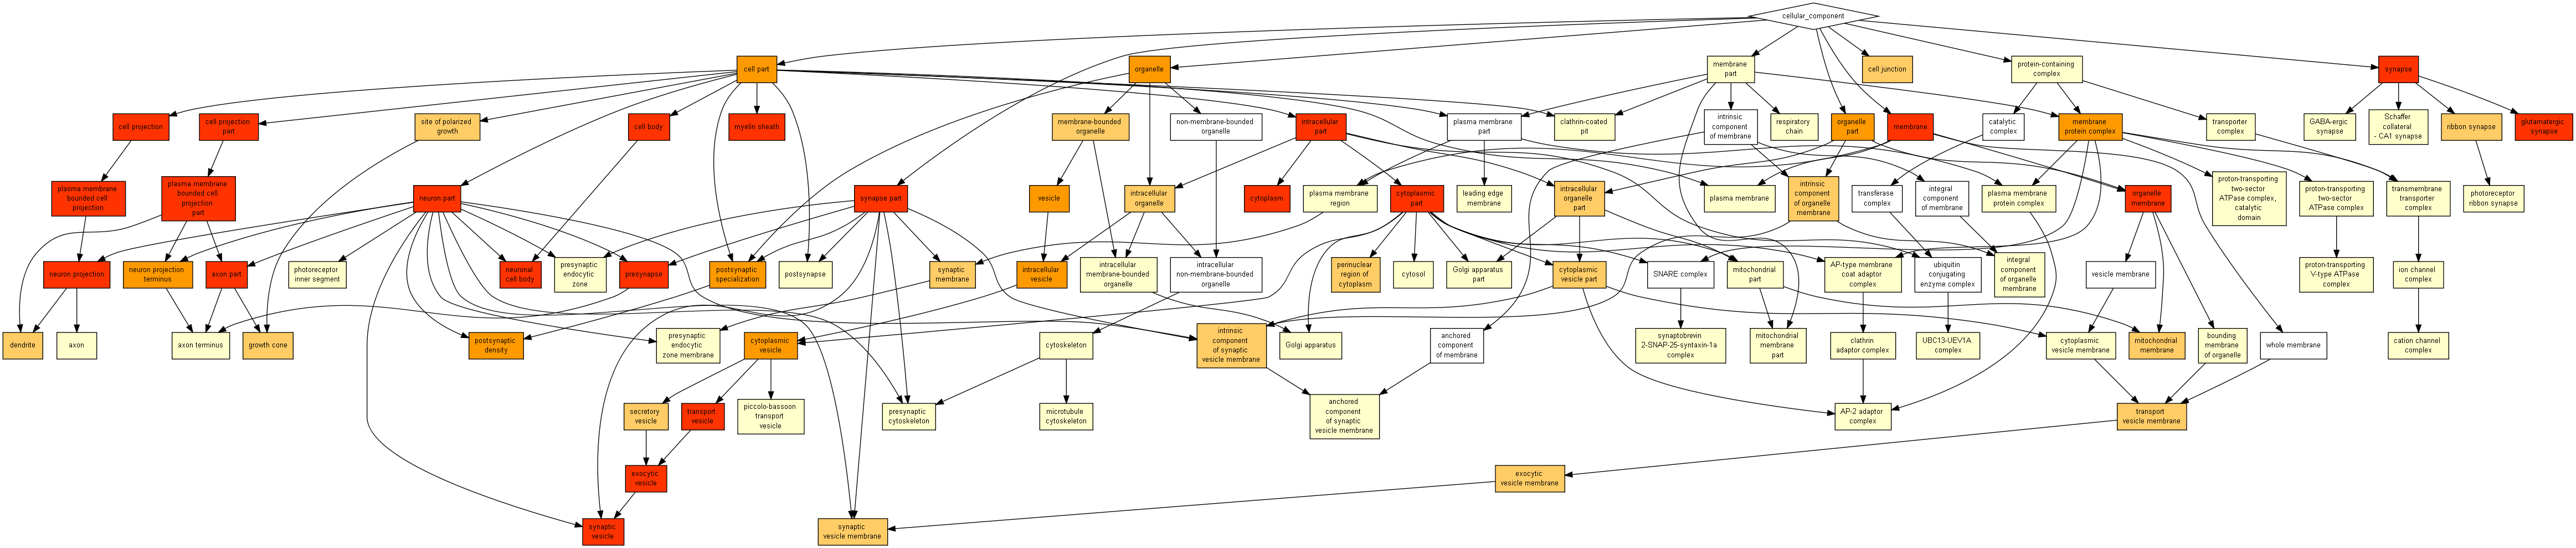 cellular_component
cell part
organelle
membrane
part
cell junction
protein-containing
complex
synapse
cell projection
cell projection
part
site of polarized
growth
cell body
myelin sheath
membrane-bounded
organelle
non-membrane-bounded
organelle
intracellular
part
plasma membrane
part
clathrin-coated
pit
intrinsic
component
of membrane
respiratory
chain
organelle
part
membrane
catalytic
complex
membrane
protein complex
transporter
complex
GABA-ergic
synapse
Schaffer
collateral
- CA1 synapse
ribbon synapse
glutamatergic
synapse
plasma membrane
bounded cell
projection
plasma membrane
bounded cell
projection
part
neuron part
synapse part
vesicle
intracellular
organelle
cytoplasm
plasma membrane
region
cytoplasmic
part
leading edge
membrane
intracellular
organelle
part
plasma membrane
intrinsic
component
of organelle
membrane
transferase
complex
integral
component
of membrane
plasma membrane
protein complex
organelle
membrane
proton-transporting
two-sector
ATPase complex,
catalytic
domain
proton-transporting
two-sector
ATPase complex
transmembrane
transporter
complex
photoreceptor
ribbon synapse
neuron projection
neuron projection
terminus
axon part
photoreceptor
inner segment
neuronal
cell body
presynaptic
endocytic
zone
presynapse
postsynaptic
specialization
postsynapse
synaptic
membrane
intracellular
vesicle
intracellular
membrane-bounded
organelle
intracellular
non-membrane-bounded
organelle
perinuclear
region of
cytoplasm
cytosol
Golgi apparatus
part
cytoplasmic
vesicle part
SNARE complex
mitochondrial
part
AP-type membrane
coat adaptor
complex
ubiquitin
conjugating
enzyme complex
integral
component
of organelle
membrane
vesicle membrane
proton-transporting
V-type ATPase
complex
ion channel
complex
dendrite
axon
axon terminus
growth cone
postsynaptic
density
presynaptic
endocytic
zone membrane
cytoplasmic
vesicle
cytoskeleton
intrinsic
component
of synaptic
vesicle membrane
Golgi apparatus
anchored
component
of membrane
synaptobrevin
2-SNAP-25-syntaxin-1a
complex
mitochondrial
membrane
part
clathrin
adaptor complex
UBC13-UEV1A
complex
cytoplasmic
vesicle membrane
mitochondrial
membrane
bounding
membrane
of organelle
whole membrane
cation channel
complex
secretory
vesicle
transport
vesicle
piccolo-bassoon
transport
vesicle
presynaptic
cytoskeleton
microtubule
cytoskeleton
anchored
component
of synaptic
vesicle membrane
AP-2 adaptor
complex
transport
vesicle membrane
exocytic
vesicle
exocytic
vesicle membrane
synaptic
vesicle
synaptic
vesicle membrane